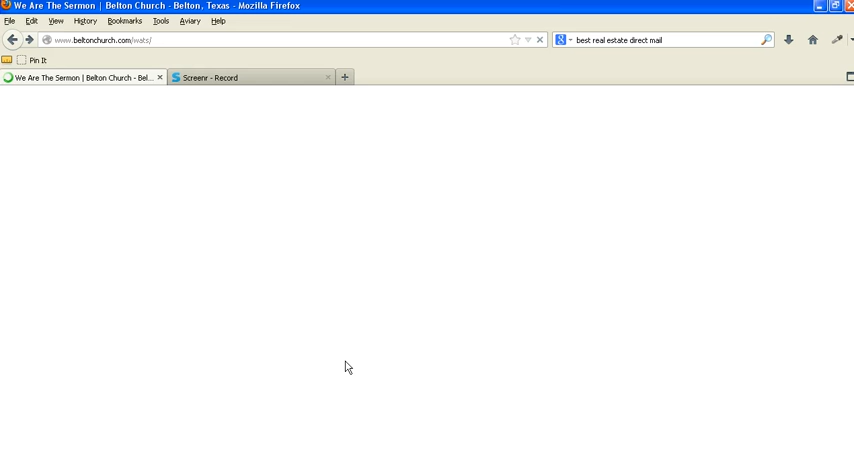 We Are The Sermon | Belton Church - Belton, Texas - Mozilla Firefox
File Edit View History Bookmarks Tools Aviary Help
www.beltonchurch.com/wats/ best real estate direct mail
Pin It
We Are The Sermon | Belton Church - Bel... Screenr - Record